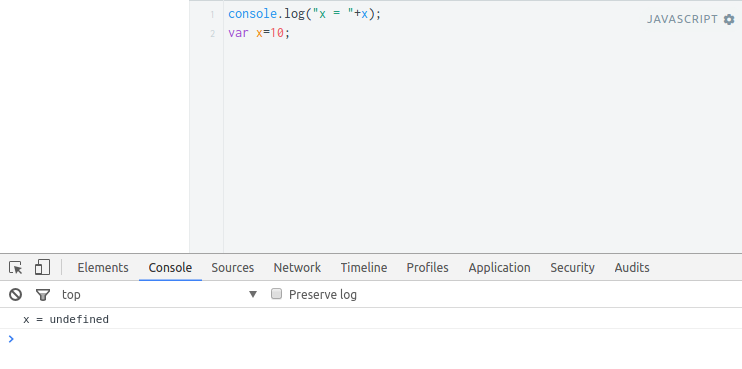 1 console.log("x = "+x);
JAVASCRIPT
2 var x=10;
Elements Console Sources Network Timeline Profiles Application Security Audits
top Preserve log
x = undefined